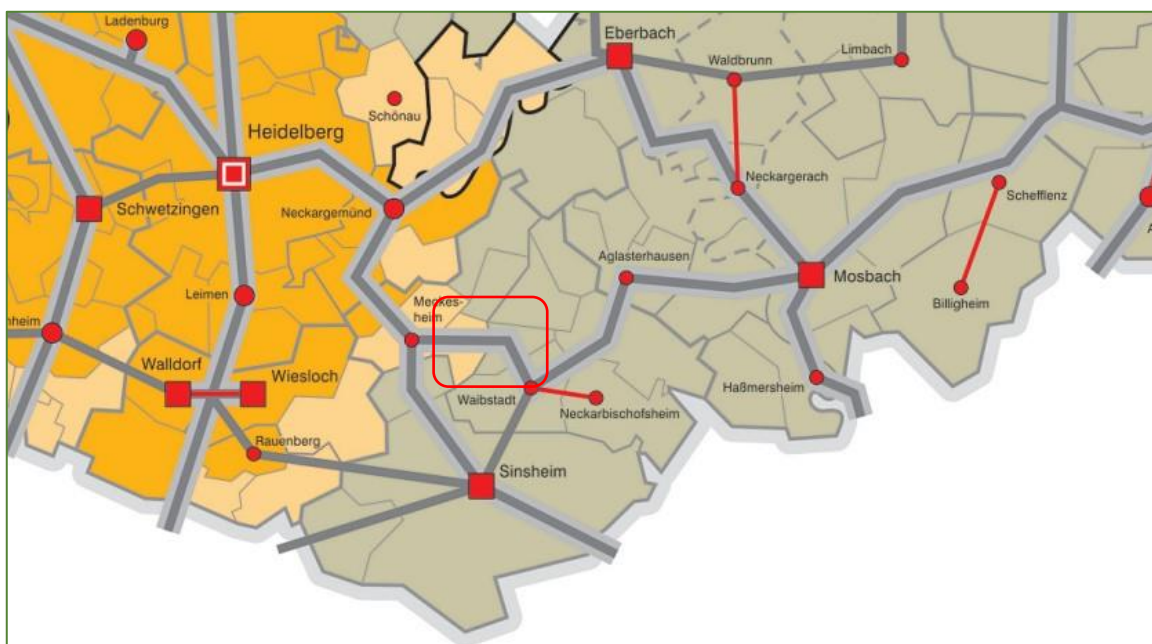 Ladenburg
Eberbach
Limbach
Waldbrunn
Schönau
Heidelberg
Neckargerach
Schefflenz
Schwetzingen
Neckargemünd
Aglasterhausen
Mosbach
Leimen
Billigheim
Meckes-
heim
nheim
Walldorf
Wiesloch
Haßmersheim
Waibstadt
Neckarbischofsheim
Rauenberg
Sinsheim